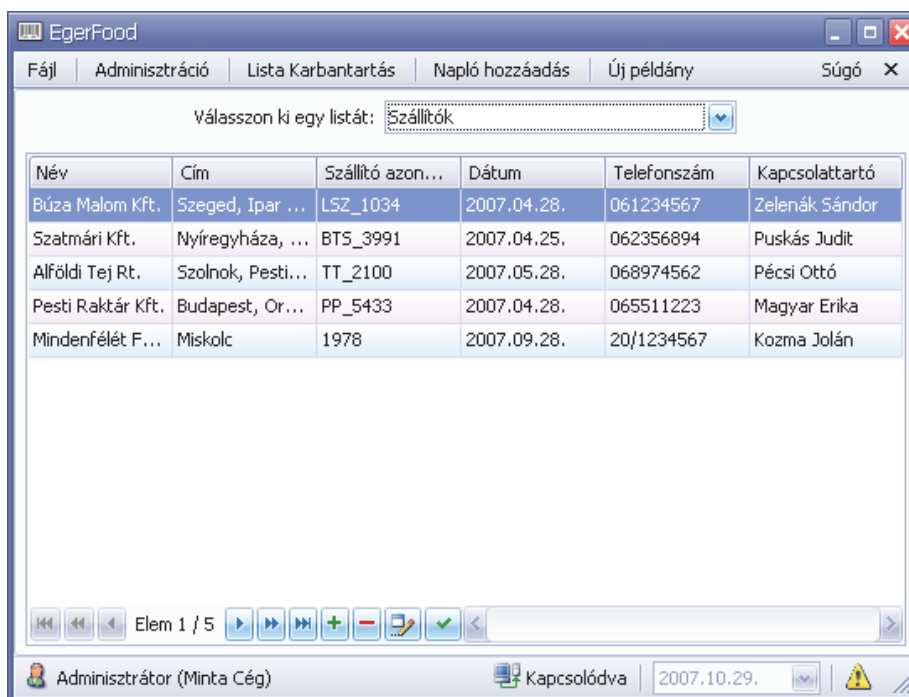 EgerFood
Fájl Adminisztráció Lista Karbantartás Napló hozzáadás Új példány Súgó
Válasszon ki egy listát: Szállítók
Név Cím Szállító azon... Dátum Telefonszám Kapcsolattartó
Búza Malom Kft. Szeged, Ipar ... LSZ_1034 2007.04.28. 061234567 Zelenák Sándor
Szatmári Kft. Nyíregyháza, ... BTS_3991 2007.04.25. 062356894 Puskás Judit
Alföldi Tej Rt. Szolnok, Pesti... TT_2100 2007.05.28. 068974562 Pécsi Ottó
Pesti Raktár Kft. Budapest, Or... PP_5433 2007.04.28. 065511223 Magyar Erika
Mindenfélét F... Miskolc 1978 2007.09.28. 20/1234567 Kozma Jolán
Elem 1 / 5
Adminisztrátor (Minta Cég) Kapcsolódva 2007.10.29.